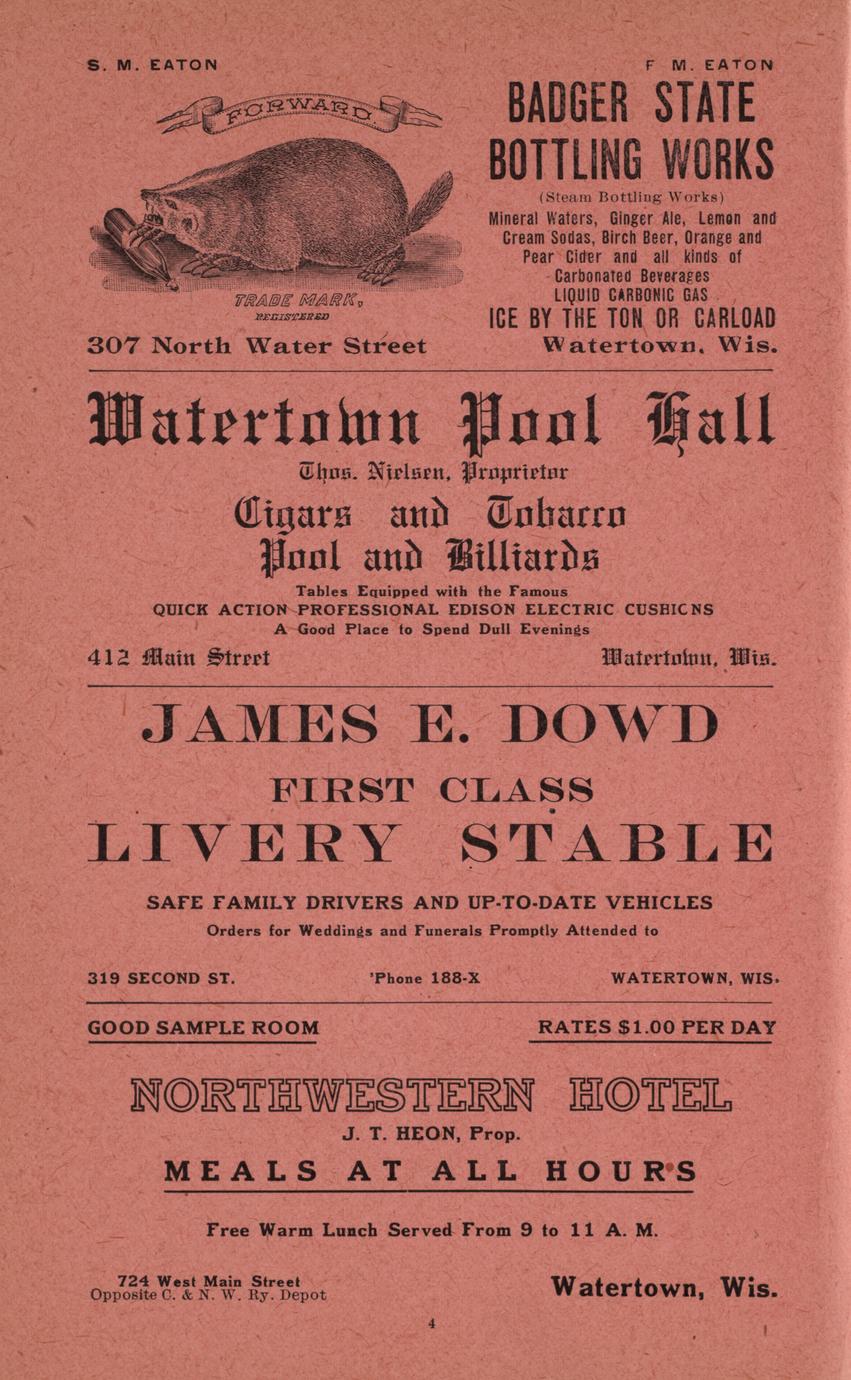 S. M. EATON
F M. EATON
FORWARD
TRADE MARK,
REGISTERED
BADGER STATE
BOTTLING WORKS
(Steam Bottling Works)
Mineral Waters, Ginger Ale, Lemon and
Cream Sodas, Birch Beer, Orange and
Pear Cider and all kinds of
Carbonated Beverages
LIQUID CARBONIC GAS
ICE BY THE TON OR CARLOAD
307 North Water Street
Watertown, Wis.
Watertown Pool Hall
Thos. Nielsen, Proprietor
Cigars and Tobacco
Pool and Billiards
Tables Equipped with the Famous
QUICK ACTION PROFESSIONAL EDISON ELECTRIC CUSHICNS
A Good Place to Spend Dull Evenings
412 Main Street
Watertown, Wis.
JAMES E. DOWD
FIRST CLASS
LIVERY STABLE
SAFE FAMILY DRIVERS AND UP-TO-DATE VEHICLES
Orders for Weddings and Funerals Promptly Attended to
319 SECOND ST.
'Phone 188-X
WATERTOWN, WIS.
GOOD SAMPLE ROOM
RATES $1.00 PER DAY
NORTHWESTERN HOTEL
J. T. HEON, Prop.
MEALS AT ALL HOURS
Free Warm Lunch Served From 9 to 11 A. M.
724 West Main Street
Opposite C. & N. W. Ry. Depot
Watertown, Wis.
4